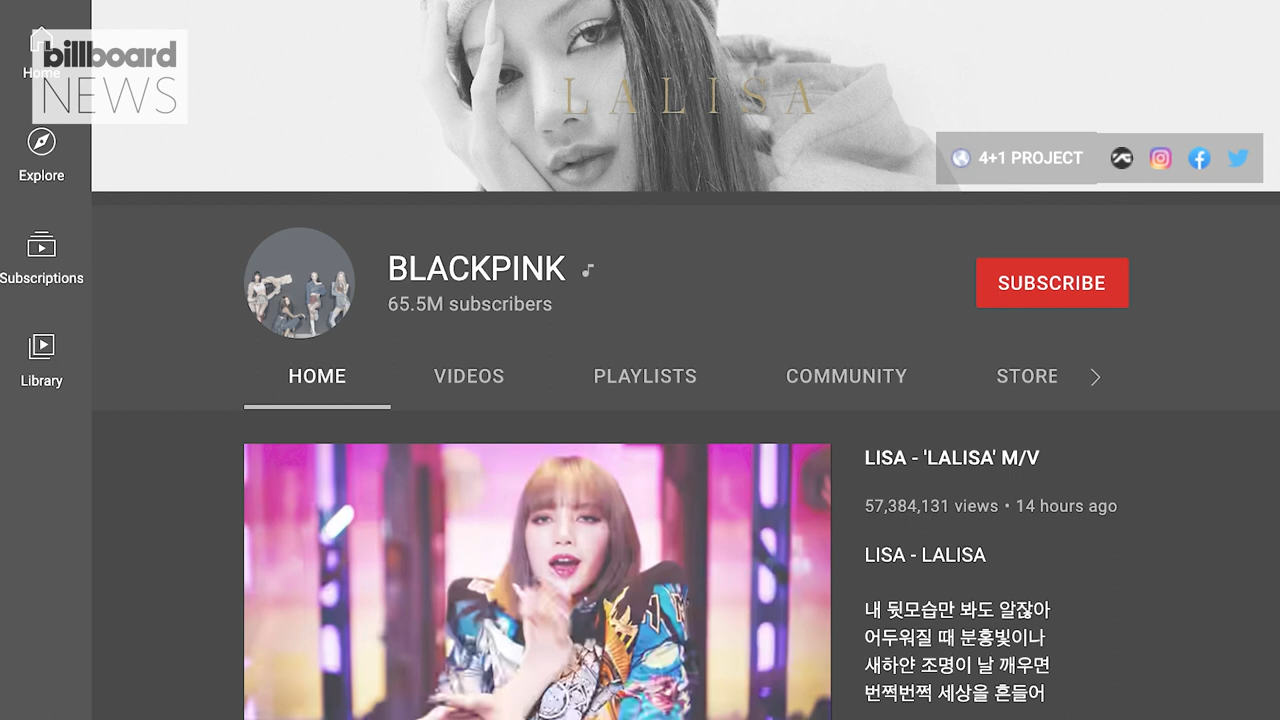 billboard
NEWS
Home
Explore
Subscriptions
Library
LALISA
4+1 PROJECT
BLACKPINK
65.5M subscribers
SUBSCRIBE
HOME
VIDEOS
PLAYLISTS
COMMUNITY
STORE
LISA - 'LALISA' M/V
57,384,131 views • 14 hours ago
LISA - LALISA
내 뒷모습만 봐도 알잖아
어두워질 때 분홍빛이나
새하얀 조명이 날 깨우면
번쩍번쩍 세상을 흔들어